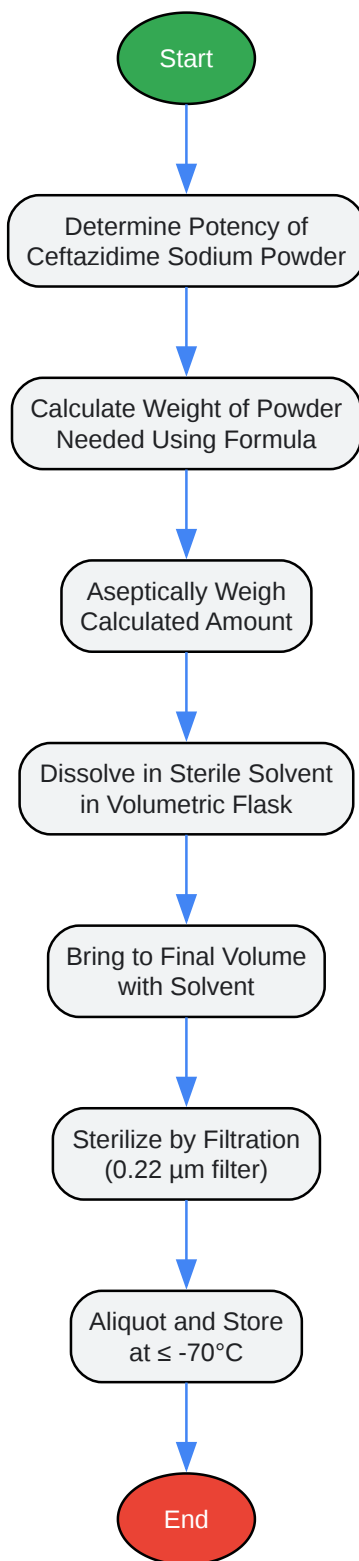 Start
Determine Potency of
Ceftazidime Sodium Powder
Calculate Weight of Powder
Needed Using Formula
Aseptically Weigh
Calculated Amount
Dissolve in Sterile Solvent
in Volumetric Flask
Bring to Final Volume
with Solvent
Sterilize by Filtration
(0.22 µm filter)
Aliquot and Store
at ≤ -70°C
End